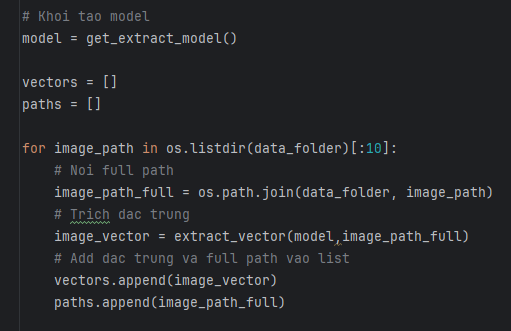 # Khoi tao model
model = get_extract_model()
vectors = []
paths = []
for image_path in os.listdir(data_folder)[:10]:
# Noi full path
image_path_full = os.path.join(data_folder, image_path)
# Trich dac trung
image_vector = extract_vector(model,image_path_full)
# Add dac trung va full path vao list
vectors.append(image_vector)
paths.append(image_path_full)